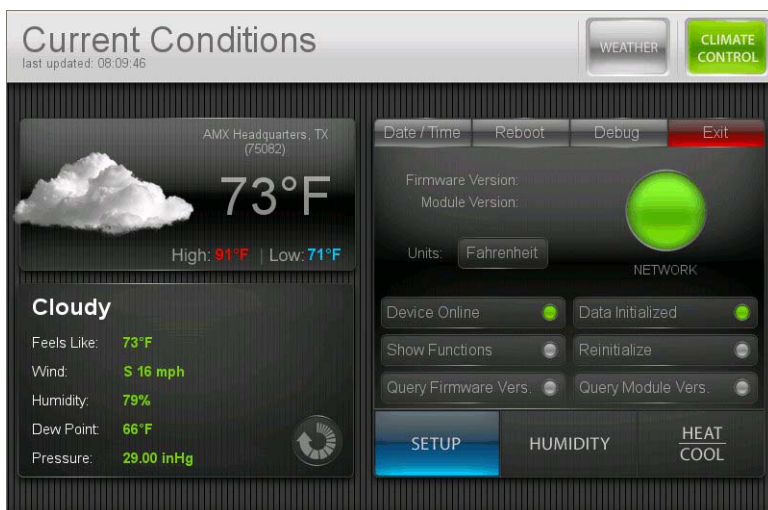 Current Conditions
last updated: 08:09:46
WEATHER
CLIMATE
CONTROL
AMX Headquarters, TX
(75082)
73°F
High: 91°F | Low: 71°F
Cloudy
Feels Like: 73°F
Wind: S 16 mph
Humidity: 79%
Dew Point: 66°F
Pressure: 29.00 inHg
Date / Time Reboot Debug Exit
Firmware Version:
Module Version:
Units: Fahrenheit
NETWORK
Device Online Data Initialized
Show Functions Reinitialize
Query Firmware Vers. Query Module Vers.
SETUP HUMIDITY HEAT
COOL